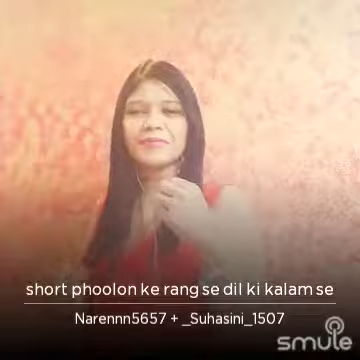 short phoolon ke rang se dil ki kalam se
Narennn5657 + _Suhasini_1507
smule